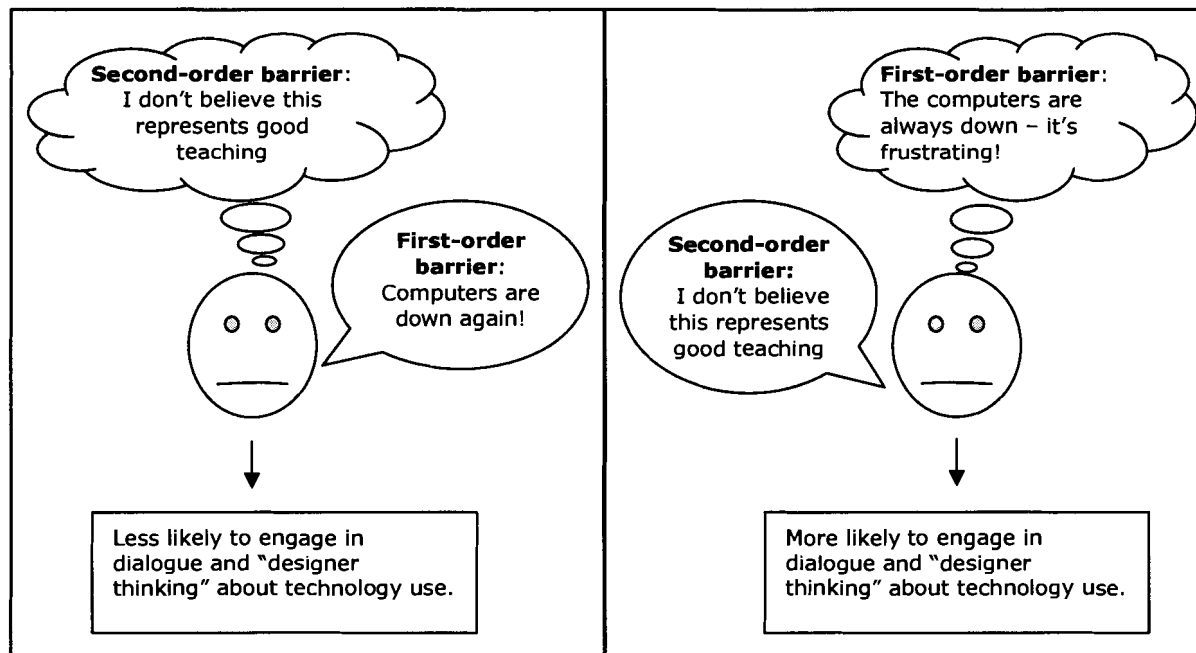 Second-order barrier:
I don't believe this
represents good
teaching
First-order
barrier:
Computers are
down again!
Less likely to engage in
dialogue and "designer
thinking" about technology use.
First-order barrier:
The computers are
always down – it's
frustrating!
Second-order
barrier:
I don't believe
this represents
good teaching
More likely to engage in
dialogue and "designer
thinking" about technology use.